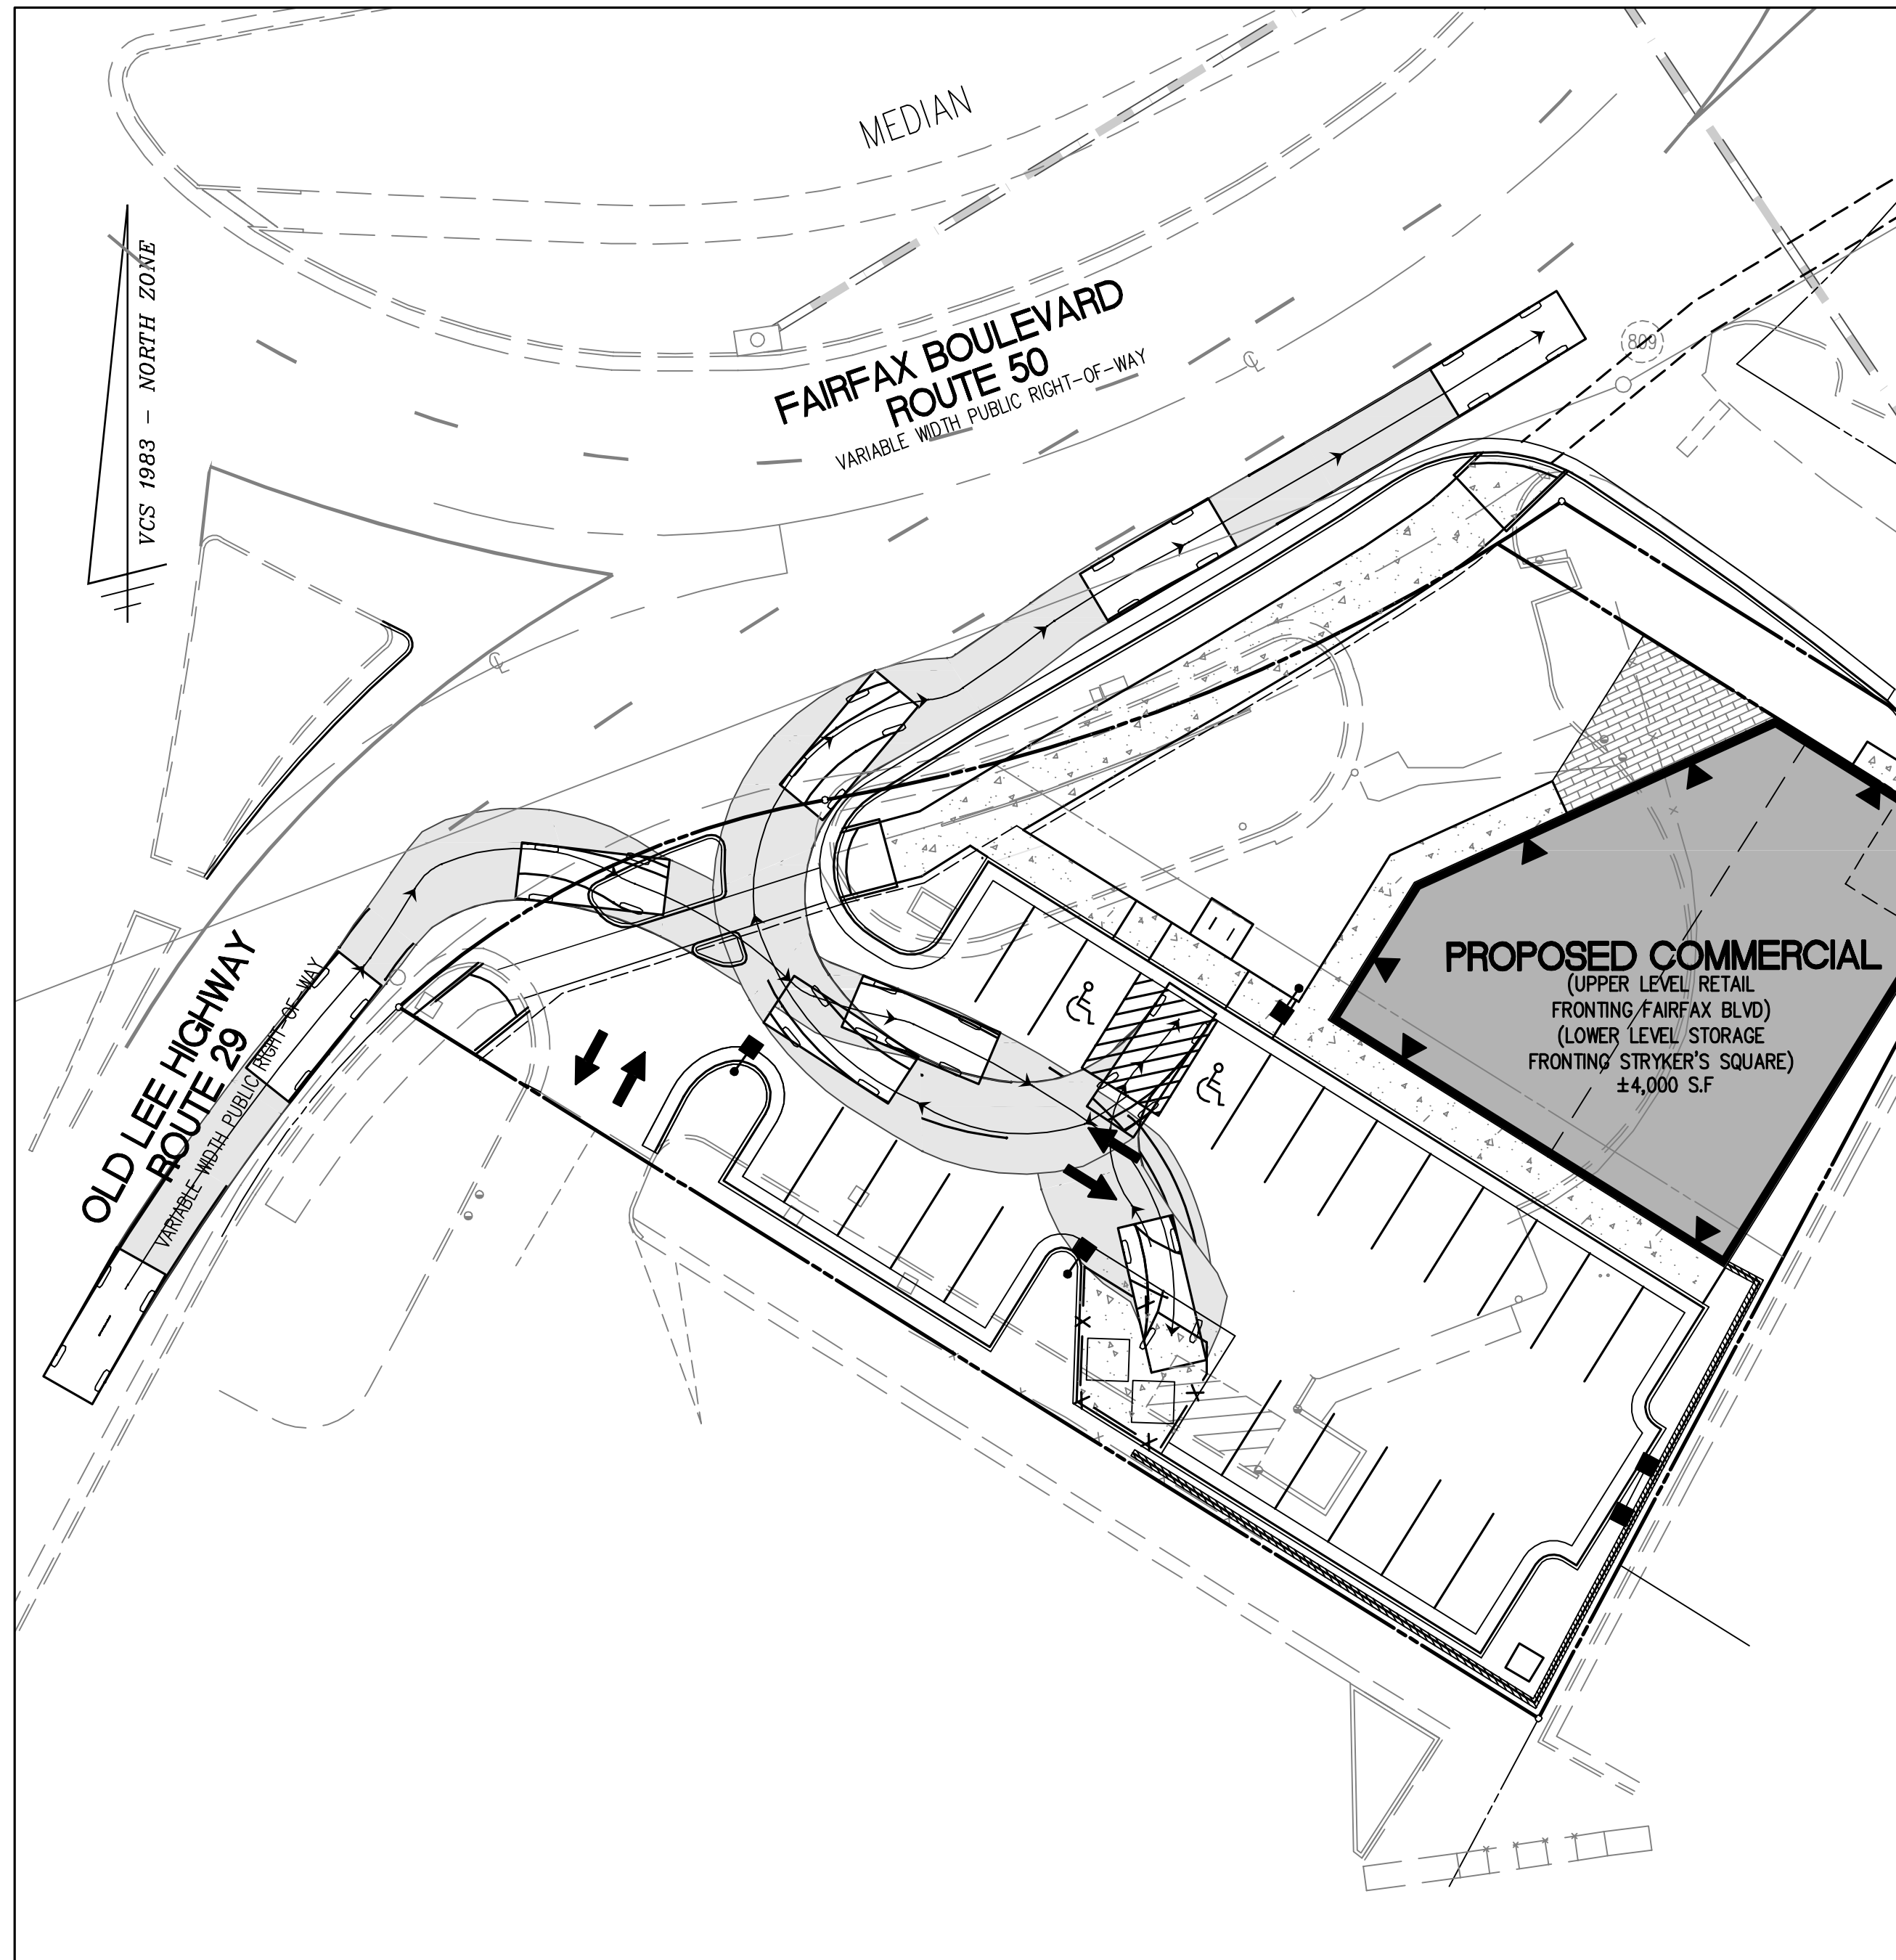 MEDIAN
VCS 1983 - NORTH ZONE
FAIRFAX BOULEVARD
ROUTE 50
VARIABLE WIDTH PUBLIC RIGHT-OF-WAY
809
OLD LEE HIGHWAY
ROUTE 29
VARIABLE WIDTH PUBLIC RIGHT-OF-WAY
PROPOSED COMMERCIAL
(UPPER LEVEL RETAIL
FRONTING FAIRFAX BLVD)
(LOWER LEVEL STORAGE
FRONTING STRYKER'S SQUARE)
±4,000 S.F